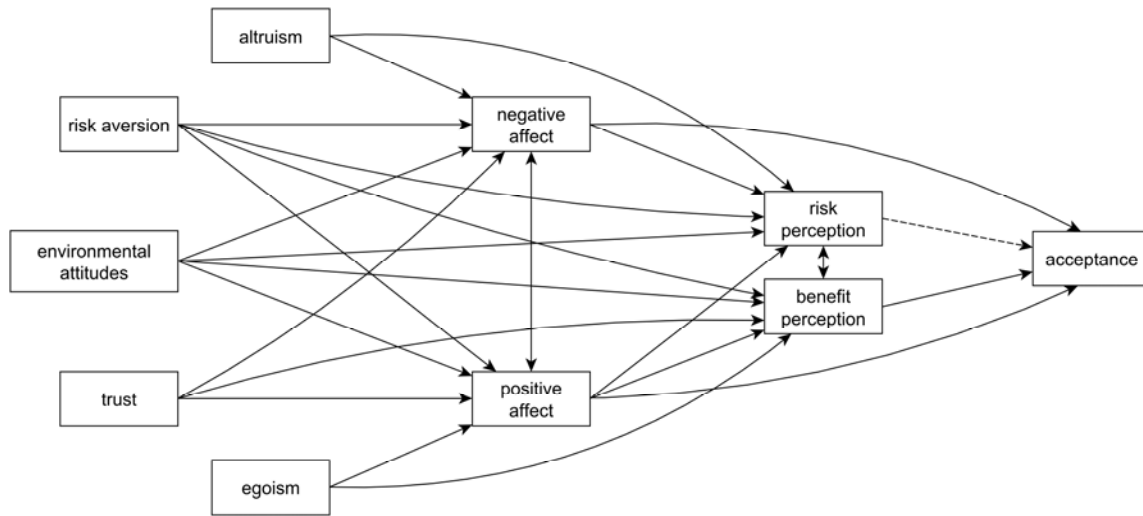 altruism
risk aversion
negative
affect
environmental
attitudes
risk
perception
benefit
perception
acceptance
trust
positive
affect
egoism